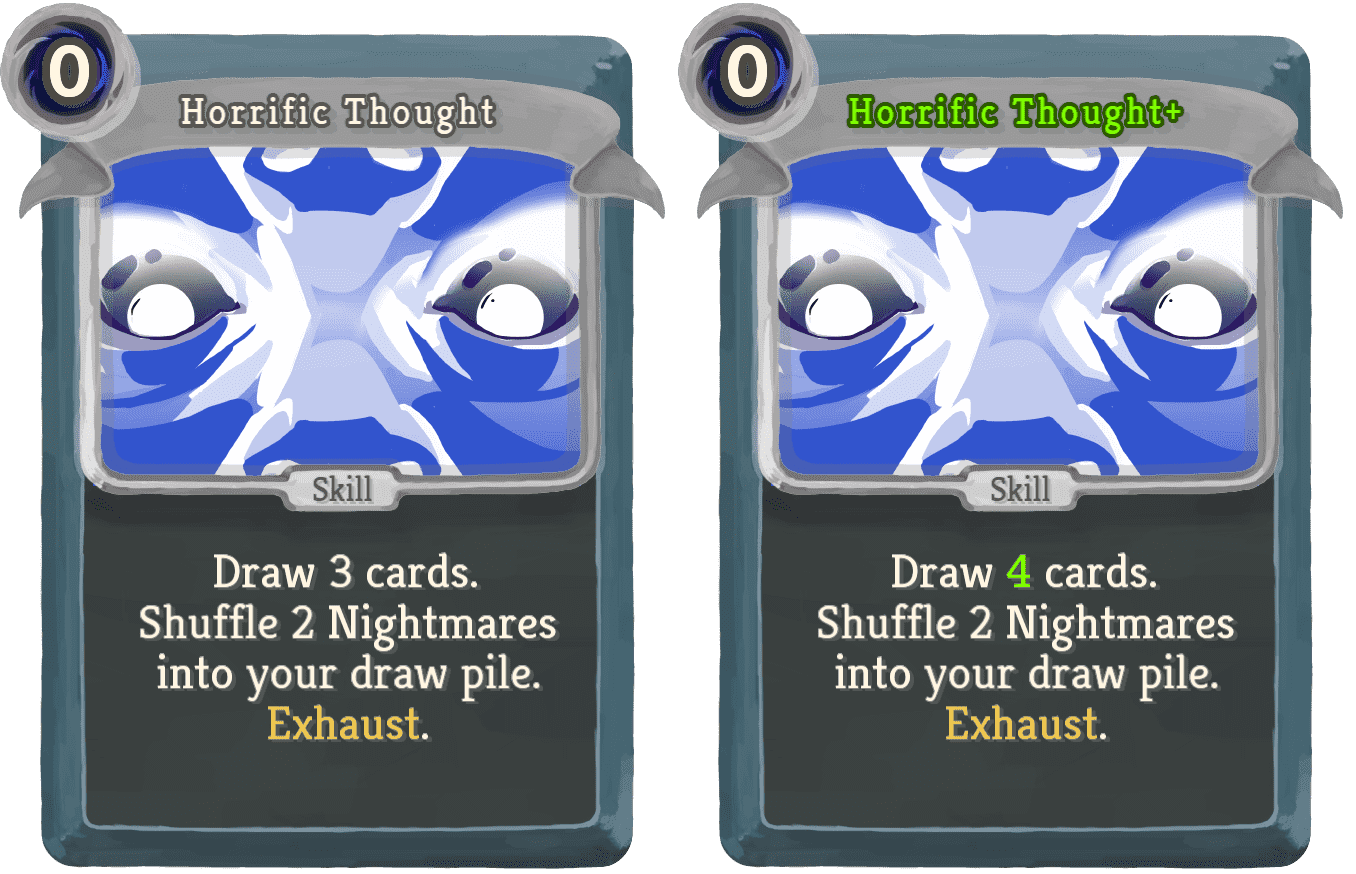 0
Horrific Thought
Skill
Draw 3 cards.
Shuffle 2 Nightmares
into your draw pile.
Exhaust.
0
Horrific Thought+
Skill
Draw 4 cards.
Shuffle 2 Nightmares
into your draw pile.
Exhaust.